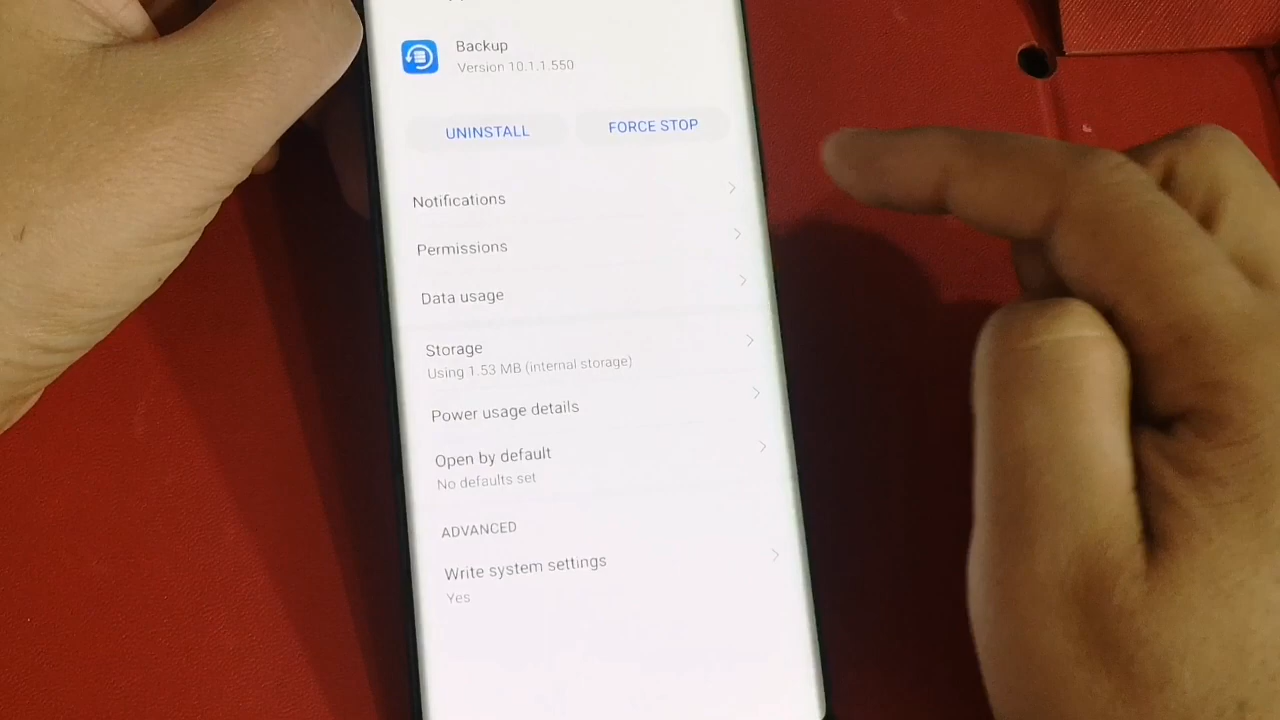 Backup
Version 10.1.1.550
UNINSTALL
FORCE STOP
Notifications
Permissions
Data usage
Storage
Using 1.53 MB (internal storage)
Power usage details
Open by default
No defaults set
ADVANCED
Write system settings
Yes